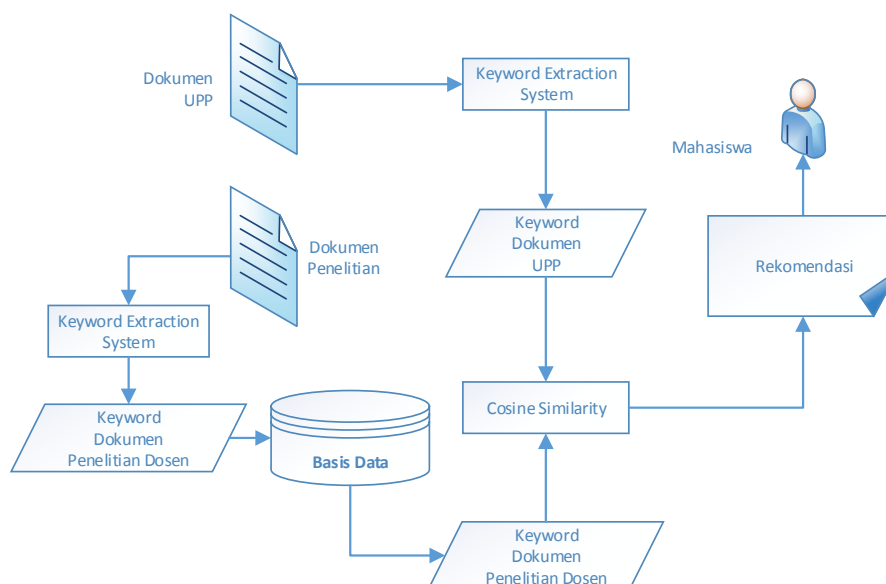 Dokumen
UPP
Keyword Extraction
System
Mahasiswa
Keyword
Dokumen
UPP
Dokumen
Penelitian
Rekomendasi
Keyword Extraction
System
Keyword
Dokumen
Penelitian Dosen
Basis Data
Cosine Similarity
Keyword
Dokumen
Penelitian Dosen